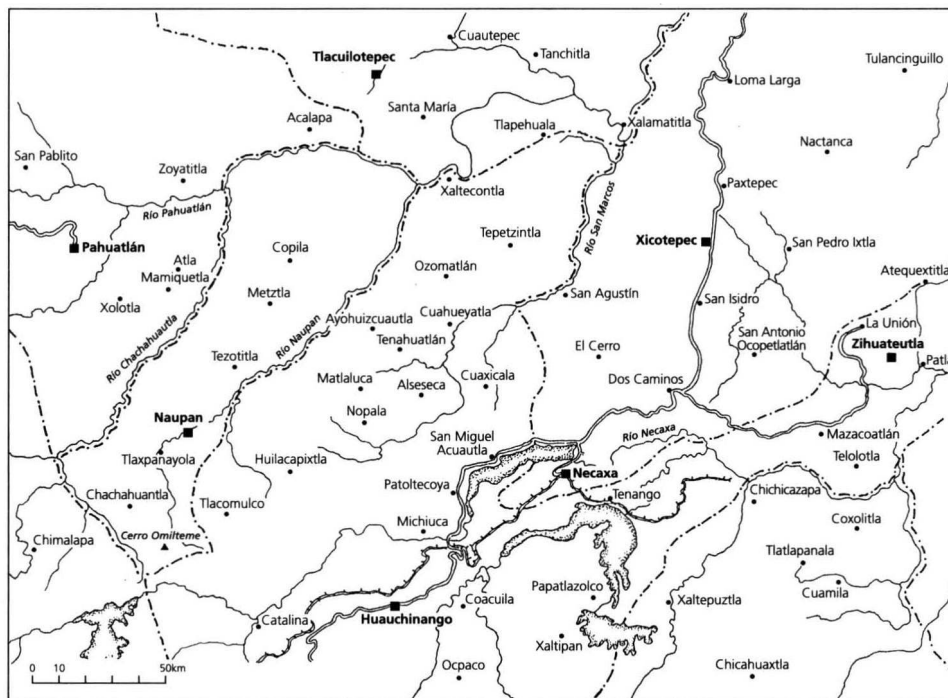 Cuautepec
Tanchitla
Tlacuilotepec
Tulancinguillo
Loma Larga
Santa María
Acalapa
Tlapehuala
Xalamatitla
Nactanca
San Pablito
Zoyatitla
Xaltecontla
Paxtepec
Río Pahuatlán
Río San Marcos
Pahuatlán
Copila
Tepetzintla
Xicotepec
San Pedro Ixtla
Atla
Mamiquetla
Ozomatlán
Atequextitla
Xolotla
Metztla
San Agustín
San Isidro
Río Chachahuautla
Río Naupan
Ayohuizcuautla
Cuahueyatla
La Unión
Tenahuatlán
San Antonio
Ocopetlatlán
Zihuateutla
Tezotitla
El Cerro
Patla
Matlaluca
Alseseca
Cuaxicala
Dos Caminos
Nopala
Naupan
San Miguel
Acuautla
Río Necaxa
Mazacoatlán
Tlaxpanayola
Huilacapixtla
Necaxa
Telolotla
Chachahuantla
Tlacomulco
Patoltecoya
Tenango
Chichicazapa
Michiuca
Coxolitla
Chimalapa
Cerro Omilteme
Tlatlapanala
Papatlazolco
Cuamila
Catalina
Huauchinango
Coacuila
Xaltepuztla
Xaltipan
Ocpaco
Chicahuaxtla
0 10 50km